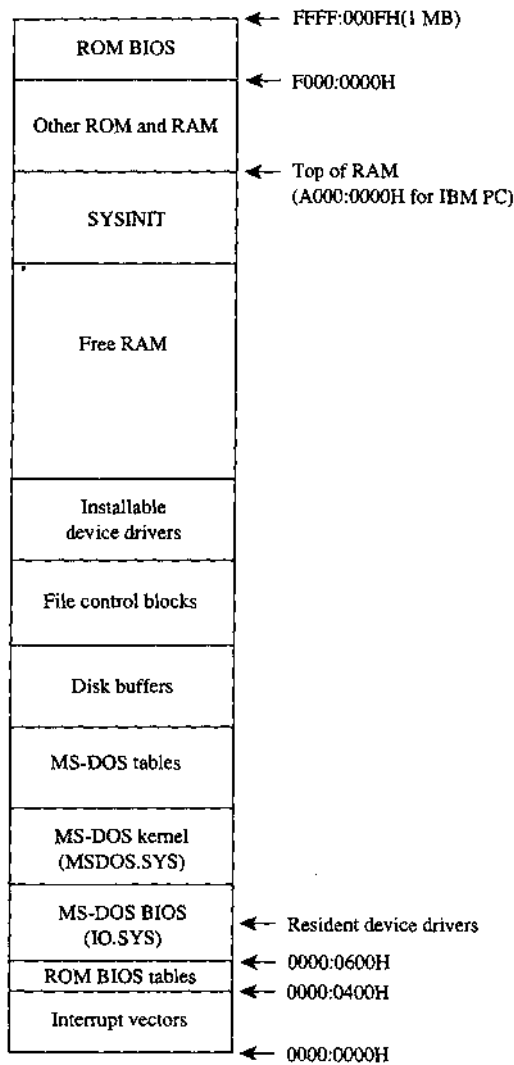 FFFF:000FH(1 MB)
ROM BIOS
F000:0000H
Other ROM and RAM
Top of RAM
(A000:0000H for IBM PC)
SYSINIT
Free RAM
Installable
device drivers
File control blocks
Disk buffers
MS-DOS tables
MS-DOS kernel
(MSDOS.SYS)
MS-DOS BIOS
(IO.SYS)
Resident device drivers
0000:0600H
ROM BIOS tables
0000:0400H
Interrupt vectors
0000:0000H